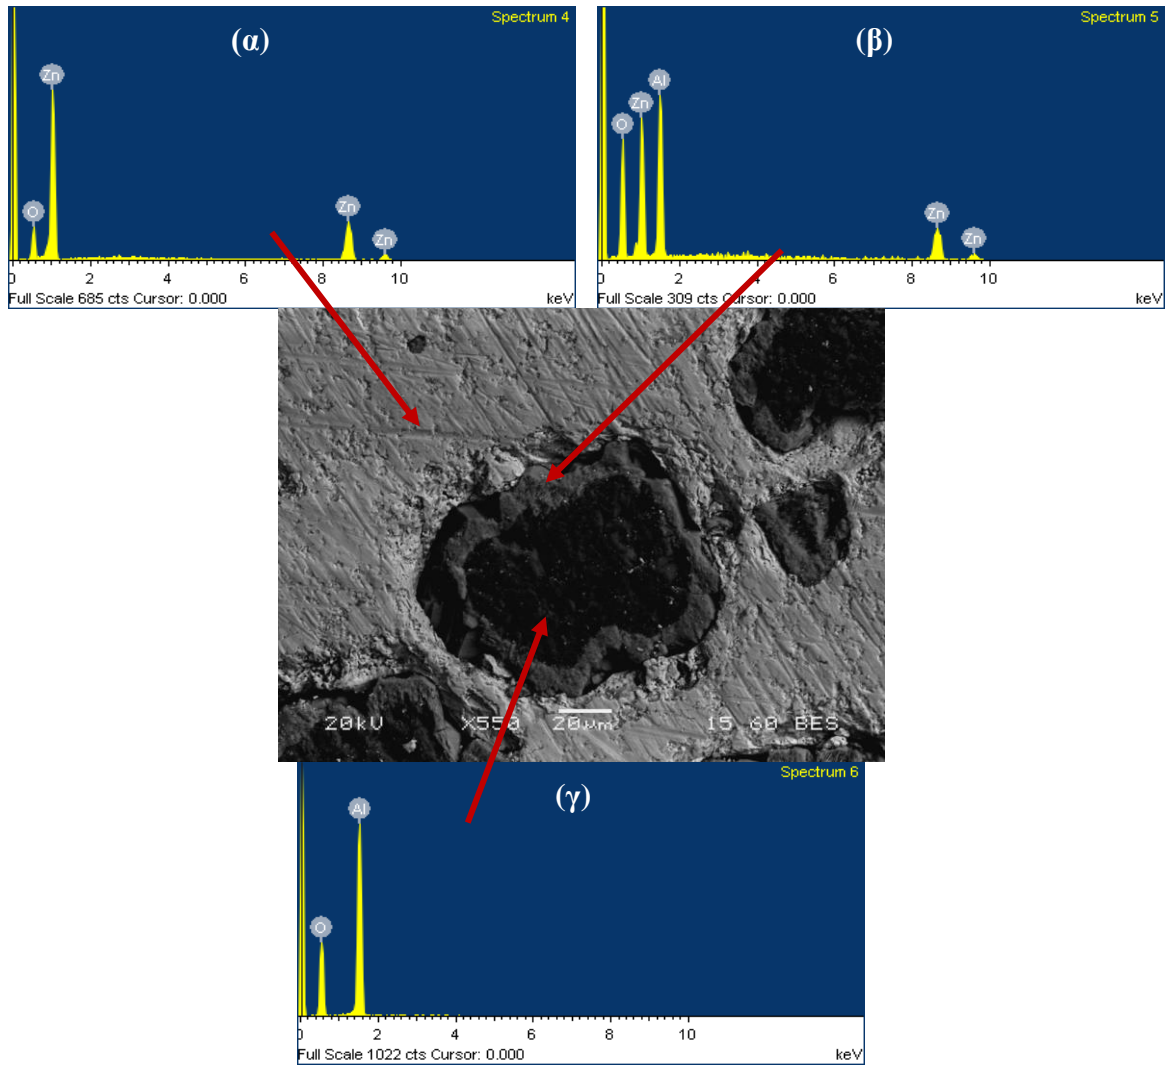 Spectrum 4
(α)
Zn
O
Zn
Zn
0 2 4 6 8 10
Full Scale 685 cts Cursor: 0.000 keV
Spectrum 5
(β)
Al
Zn
O
Zn
Zn
0 2 4 6 8 10
Full Scale 309 cts Cursor: 0.000 keV
20kV X550 20μm 15 60 BES
Spectrum 6
(γ)
Al
O
0 2 4 6 8 10
Full Scale 1022 cts Cursor: 0.000 keV